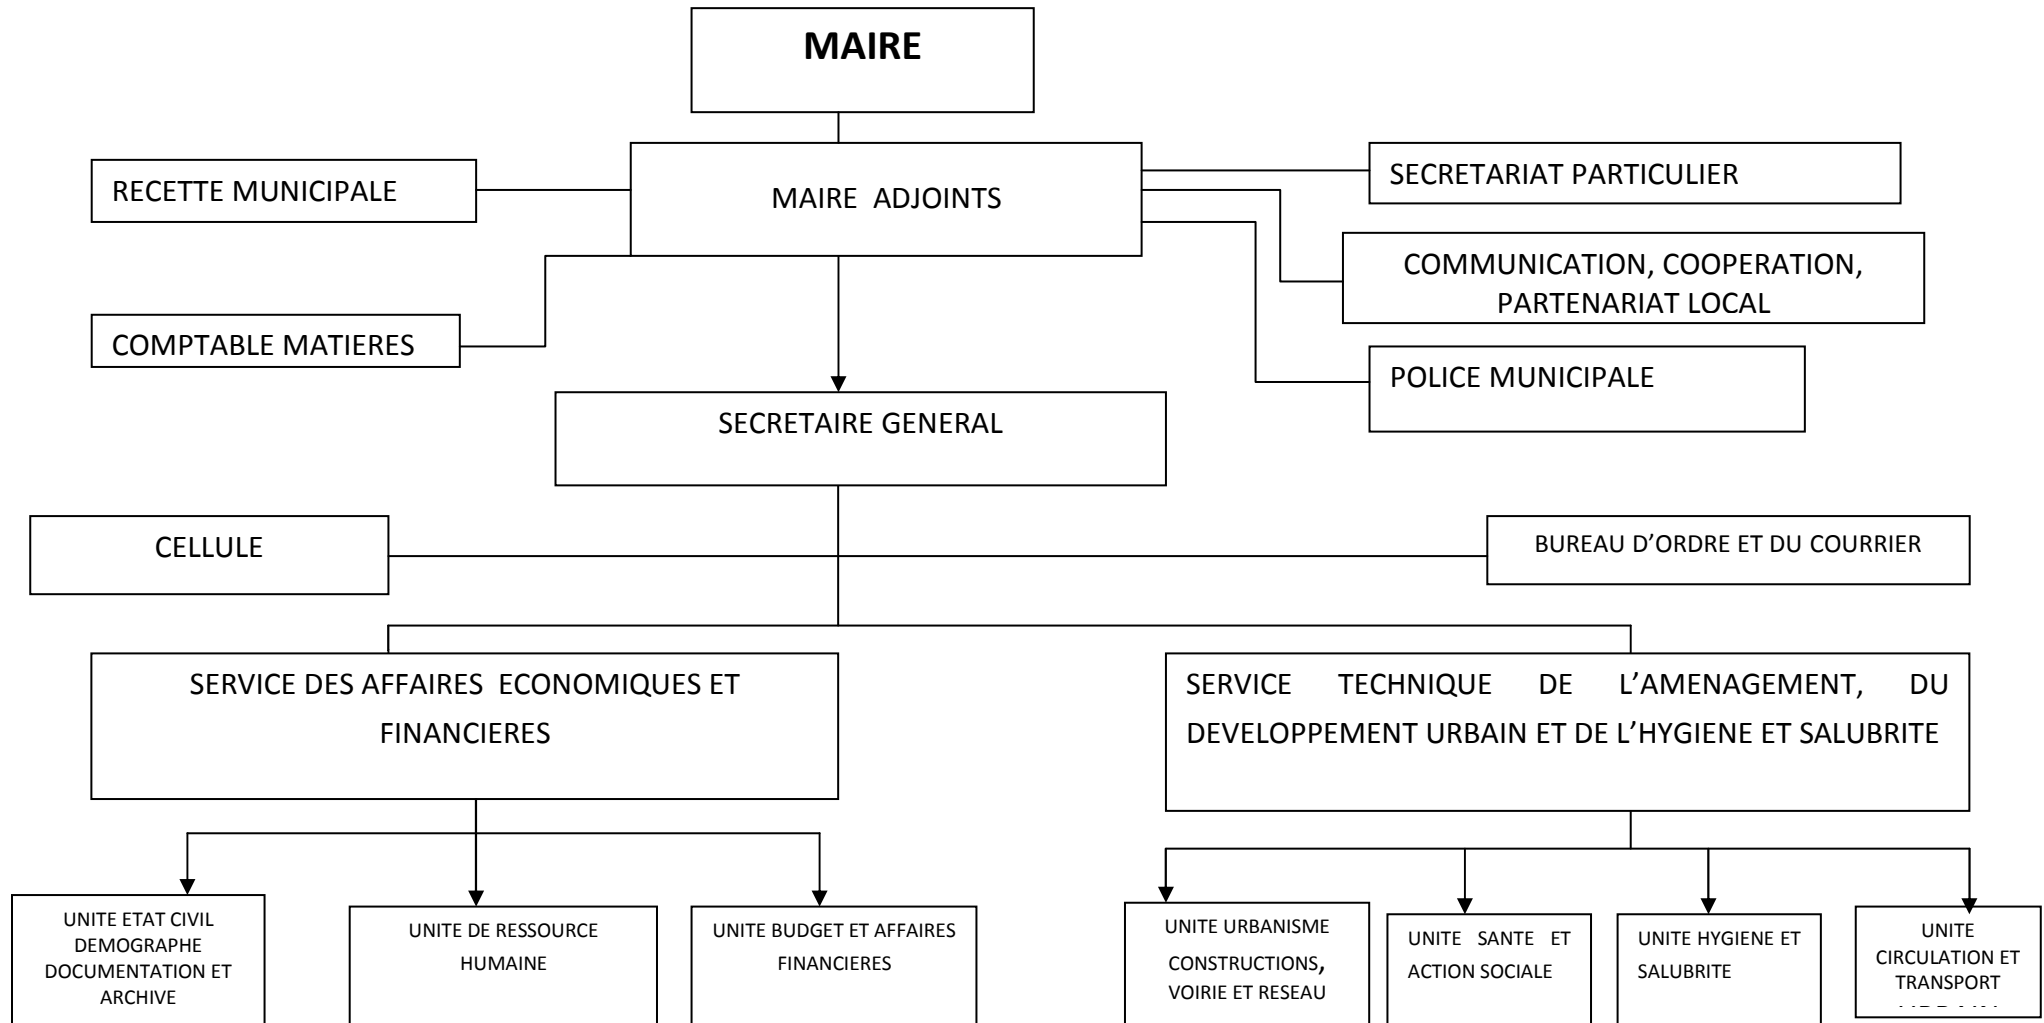 MAIRE
RECETTE MUNICIPALE
MAIRE ADJOINTS
SECRETARIAT PARTICULIER
COMMUNICATION, COOPERATION,
PARTENARIAT LOCAL
COMPTABLE MATIERES
POLICE MUNICIPALE
SECRETAIRE GENERAL
CELLULE
BUREAU D’ORDRE ET DU COURRIER
SERVICE DES AFFAIRES ECONOMIQUES ET
FINANCIERES
SERVICE TECHNIQUE DE L’AMENAGEMENT, DU
DEVELOPPEMENT URBAIN ET DE L’HYGIENE ET SALUBRITE
UNITE ETAT CIVIL
DEMOGRAPHE
DOCUMENTATION ET
ARCHIVE
UNITE DE RESSOURCE
HUMAINE
UNITE BUDGET ET AFFAIRES
FINANCIERES
UNITE URBANISME
CONSTRUCTIONS,
VOIRIE ET RESEAU
UNITE SANTE ET
ACTION SOCIALE
UNITE HYGIENE ET
SALUBRITE
UNITE
CIRCULATION ET
TRANSPORT